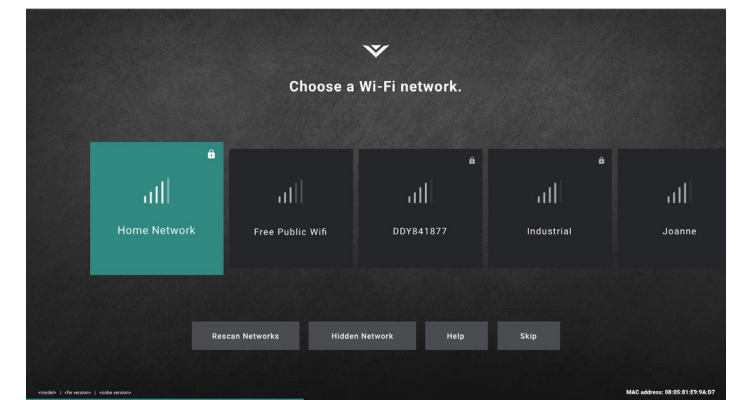 Choose a Wi-Fi network.
Home Network
Free Public Wifi
DDY841877
Industrial
Joanne
Rescan Networks
Hidden Network
Help
Skip
<model> | <fw version> | <oobe version>
MAC address: 08:05:81:E9:9A:D7